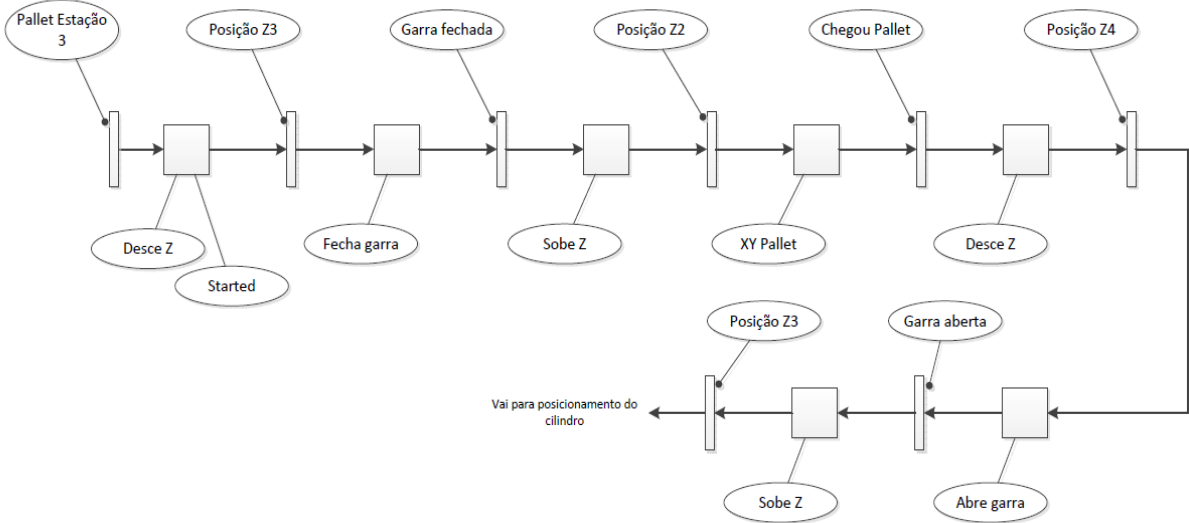 Pallet Estação
3
Posição Z3
Garra fechada
Posição Z2
Chegou Pallet
Posição Z4
Desce Z
Started
Fecha garra
Sobe Z
XY Pallet
Desce Z
Posição Z3
Garra aberta
Vai para posicionamento do
cilindro
Sobe Z
Abre garra